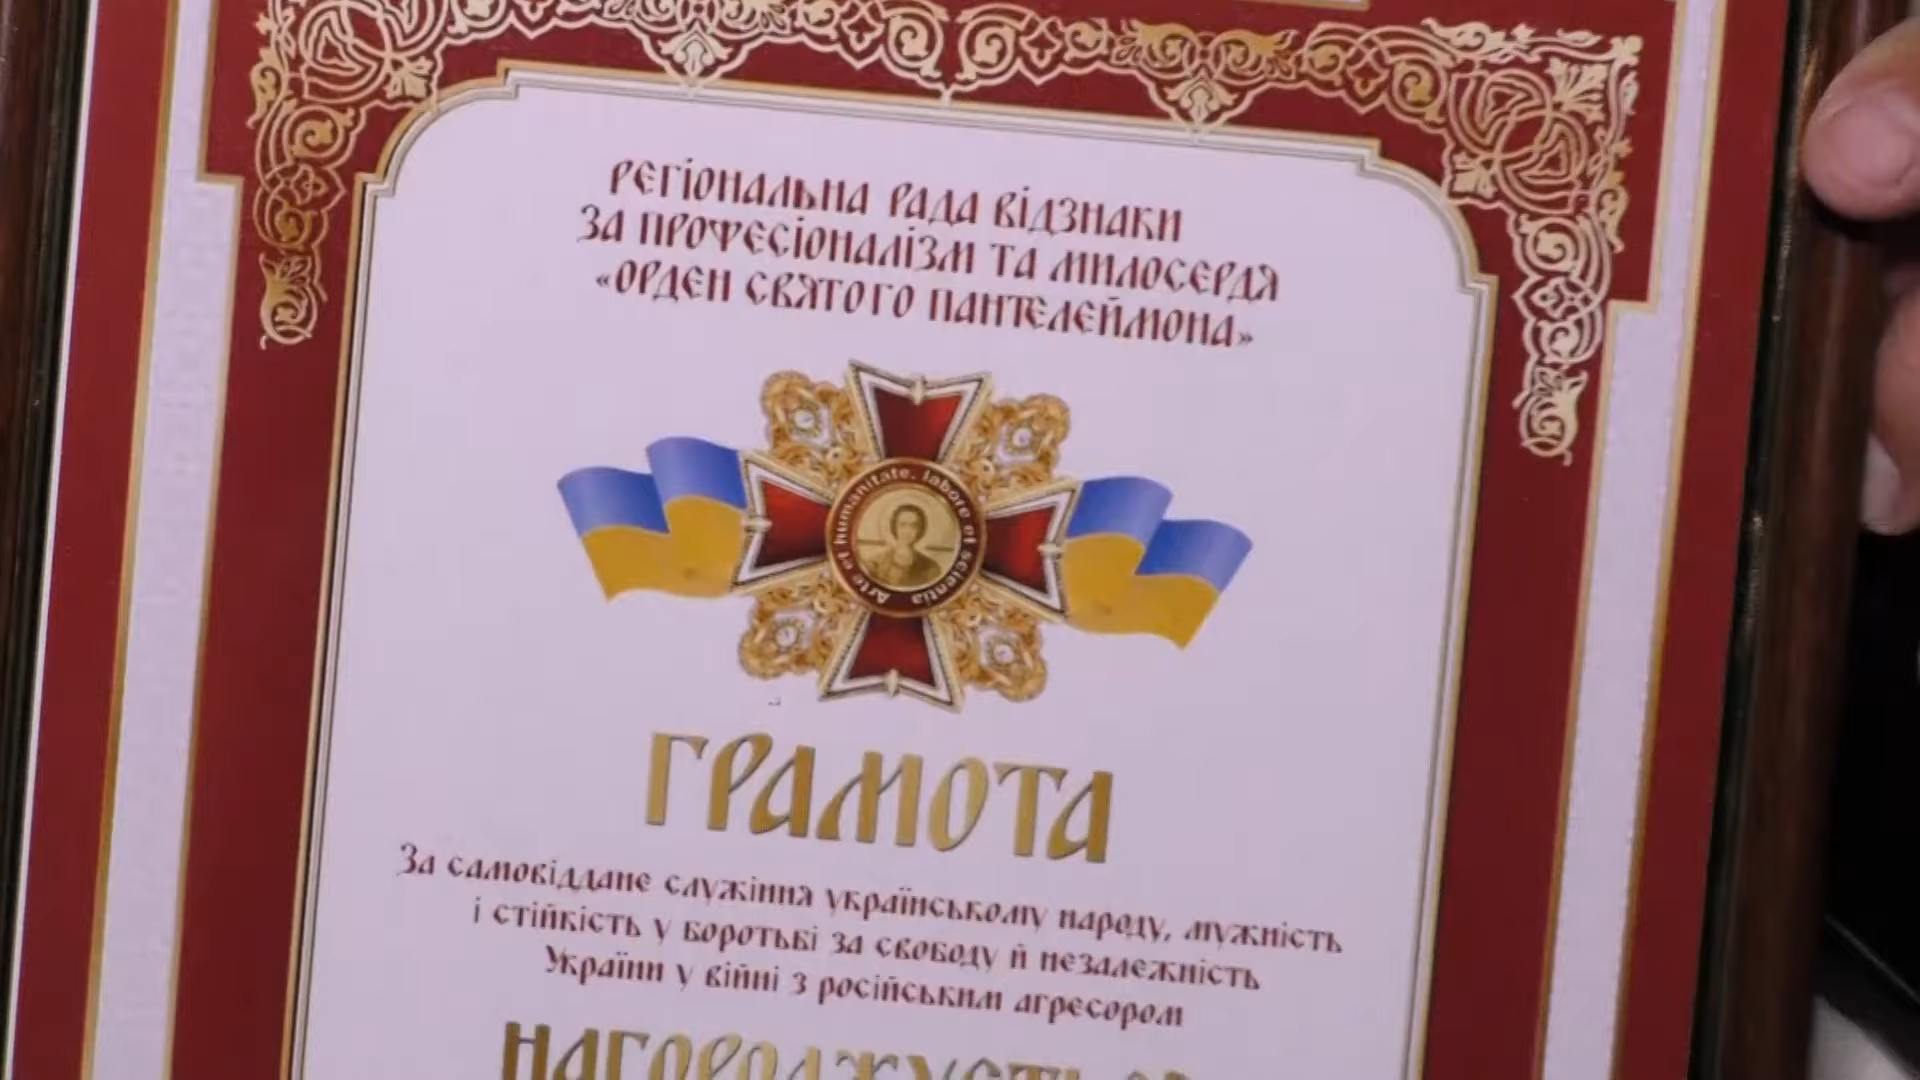 РЕГІОНАЛЬНА РАДА ВІДЗНАКИ
ЗА ПРОФЕСІОНАЛІЗМ ТА МИЛОСЕРДЯ
«ОРДЕН СВЯТОГО ПАНТЕЛЕЙМОНА»
Arte et humanitate, labore et scientia
ГРАМОТА
За самовіддане служіння українському народу, мужність
і стійкість у боротьбі за свободу й незалежність
України у війні з російським агресором
НАГОРОДЖУЄТЬСЯ